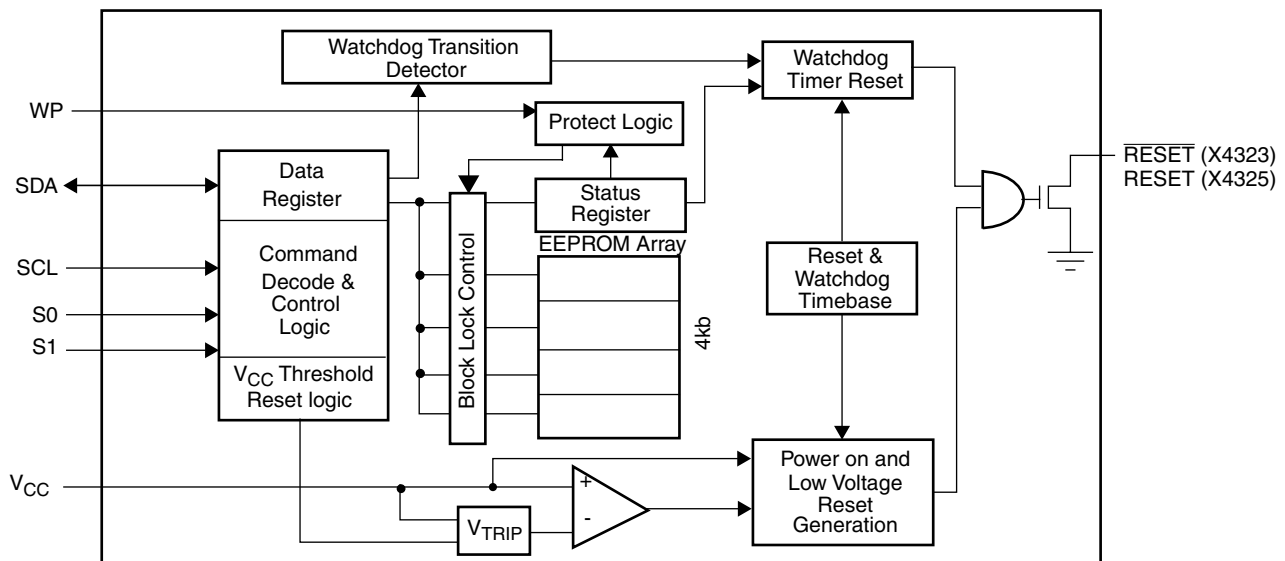 Watchdog Transition
Detector
Watchdog
Timer Reset
WP
Protect Logic
RESET (X4323)
RESET (X4325)
SDA
Data
Register
Status
Register
EEPROM Array
SCL
Command
Decode &
Control
Logic
S0
S1
Block Lock Control
4kb
Reset &
Watchdog
Timebase
VCC Threshold
Reset logic
VCC
+
-
VTRIP
Power on and
Low Voltage
Reset
Generation